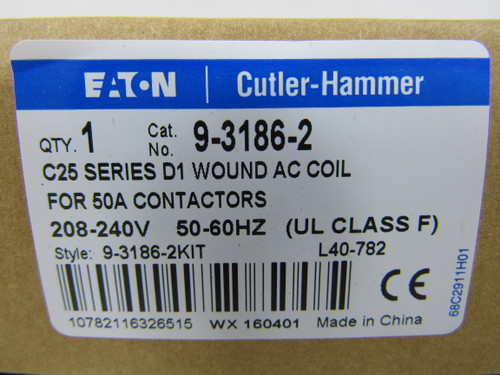 EATON Cutler-Hammer
QTY. 1 Cat. No. 9-3186-2
C25 SERIES D1 WOUND AC COIL
FOR 50A CONTACTORS
208-240V 50-60HZ (UL CLASS F)
Style: 9-3186-2KIT L40-782
CE
10782116326515 WX 160401 Made in China
68C2911H01